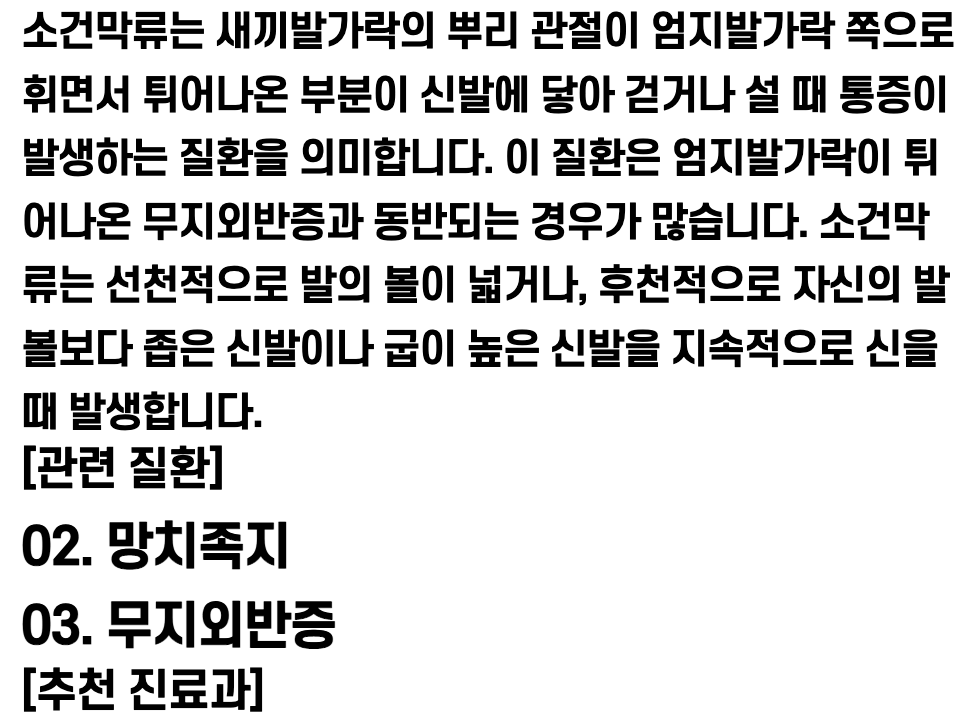 소건막류는 새끼발가락의 뿌리 관절이 엄지발가락 쪽으로
휘면서 튀어나온 부분이 신발에 닿아 걷거나 설 때 통증이
발생하는 질환을 의미합니다. 이 질환은 엄지발가락이 튀
어나온 무지외반증과 동반되는 경우가 많습니다. 소건막
류는 선천적으로 발의 볼이 넓거나, 후천적으로 자신의 발
볼보다 좁은 신발이나 굽이 높은 신발을 지속적으로 신을
때 발생합니다.
[관련 질환]
02. 망치족지
03. 무지외반증
[추천 진료과]